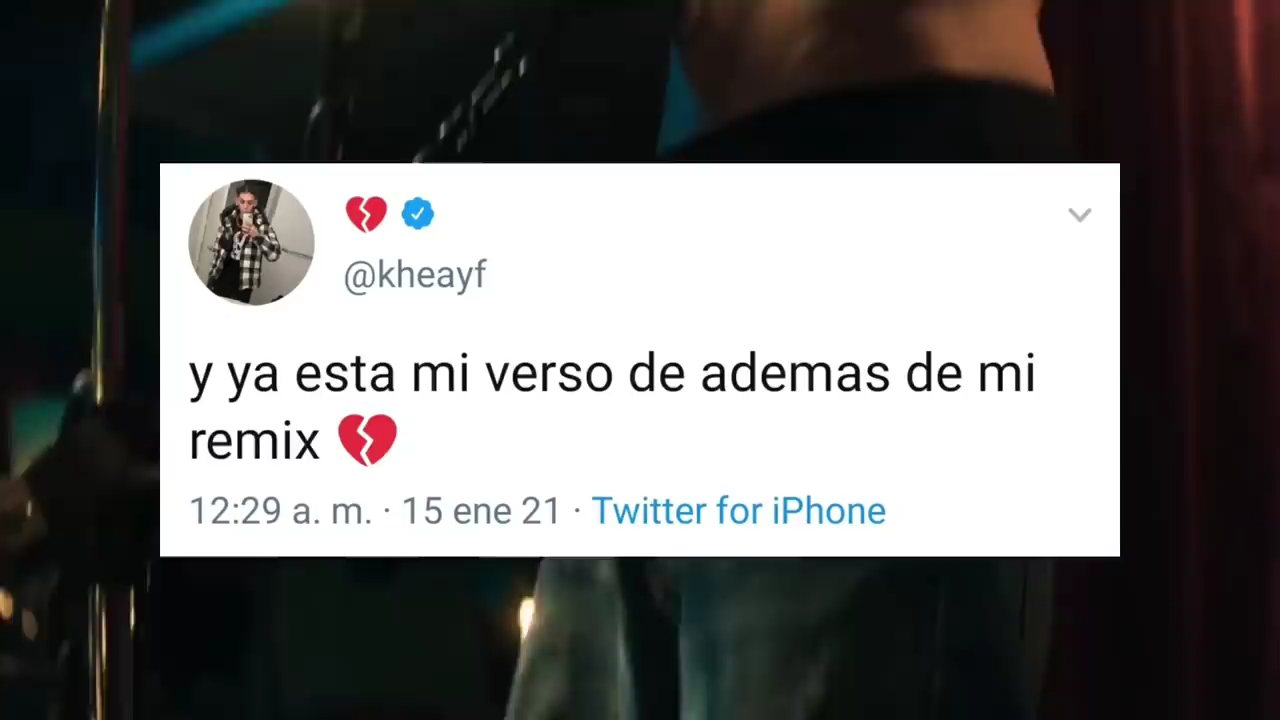 💔
@kheayf
y ya esta mi verso de ademas de mi
remix 💔
12:29 a. m. · 15 ene 21 · Twitter for iPhone